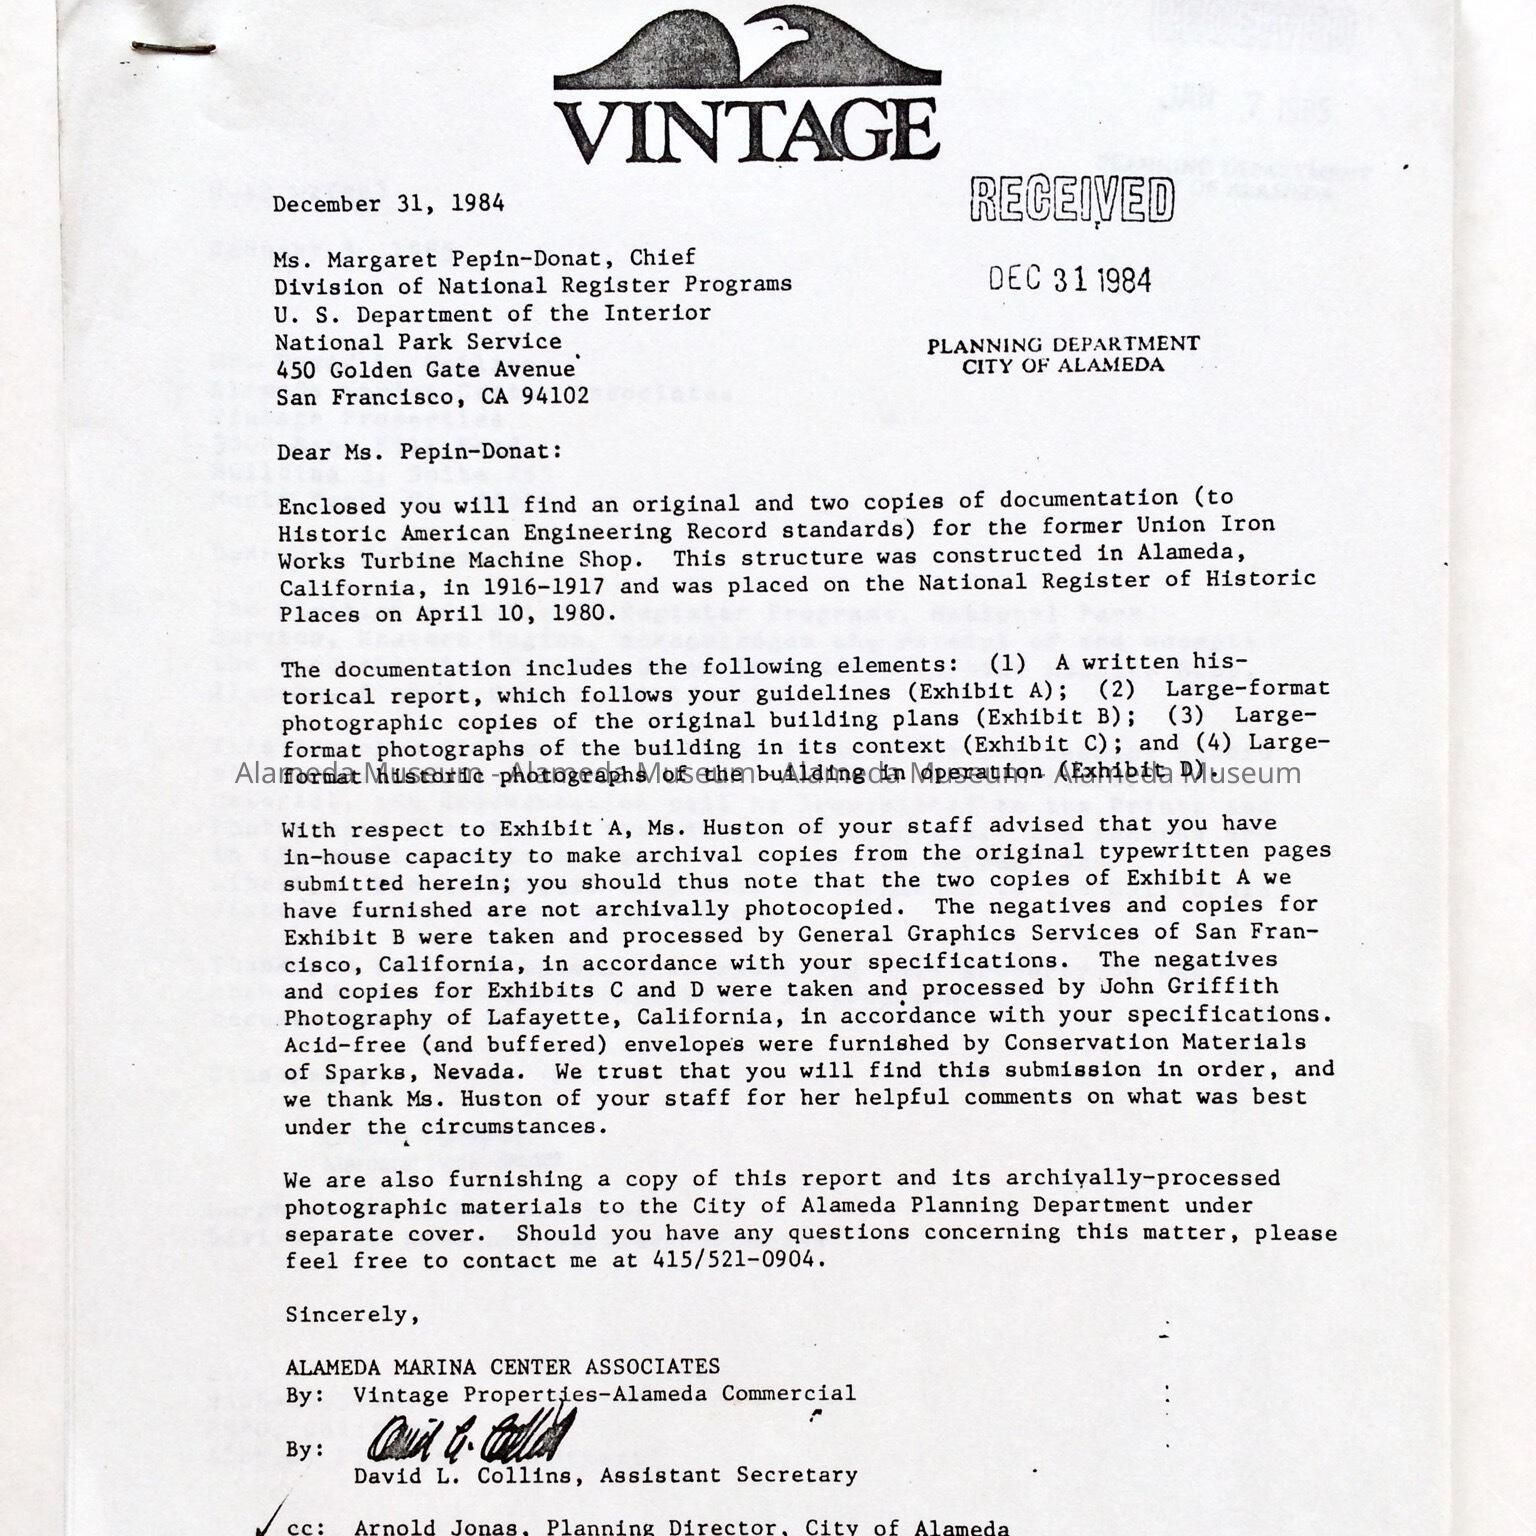 VINTAGE
December 31, 1984
RECEIVED
DEC 31 1984
PLANNING DEPARTMENT
CITY OF ALAMEDA
Ms. Margaret Pepin-Donat, Chief
Division of National Register Programs
U. S. Department of the Interior
National Park Service
450 Golden Gate Avenue
San Francisco, CA 94102
Dear Ms. Pepin-Donat:
Enclosed you will find an original and two copies of documentation (to
Historic American Engineering Record standards) for the former Union Iron
Works Turbine Machine Shop. This structure was constructed in Alameda,
California, in 1916-1917 and was placed on the National Register of Historic
Places on April 10, 1980.
The documentation includes the following elements: (1) A written his-
torical report, which follows your guidelines (Exhibit A); (2) Large-format
photographic copies of the original building plans (Exhibit B); (3) Large-
format photographs of the building in its context (Exhibit C); and (4) Large-
format historic photographs of the building in operation (Exhibit D).
Alameda Museum - Alameda Museum - Alameda Museum - Alameda Museum
With respect to Exhibit A, Ms. Huston of your staff advised that you have
in-house capacity to make archival copies from the original typewritten pages
submitted herein; you should thus note that the two copies of Exhibit A we
have furnished are not archivally photocopied. The negatives and copies for
Exhibit B were taken and processed by General Graphics Services of San Fran-
cisco, California, in accordance with your specifications. The negatives
and copies for Exhibits C and D were taken and processed by John Griffith
Photography of Lafayette, California, in accordance with your specifications.
Acid-free (and buffered) envelopes were furnished by Conservation Materials
of Sparks, Nevada. We trust that you will find this submission in order, and
we thank Ms. Huston of your staff for her helpful comments on what was best
under the circumstances.
We are also furnishing a copy of this report and its archivally-processed
photographic materials to the City of Alameda Planning Department under
separate cover. Should you have any questions concerning this matter, please
feel free to contact me at 415/521-0904.
Sincerely,
ALAMEDA MARINA CENTER ASSOCIATES
By: Vintage Properties-Alameda Commercial
By:
David L. Collins, Assistant Secretary
cc: Arnold Jonas, Planning Director, City of Alameda